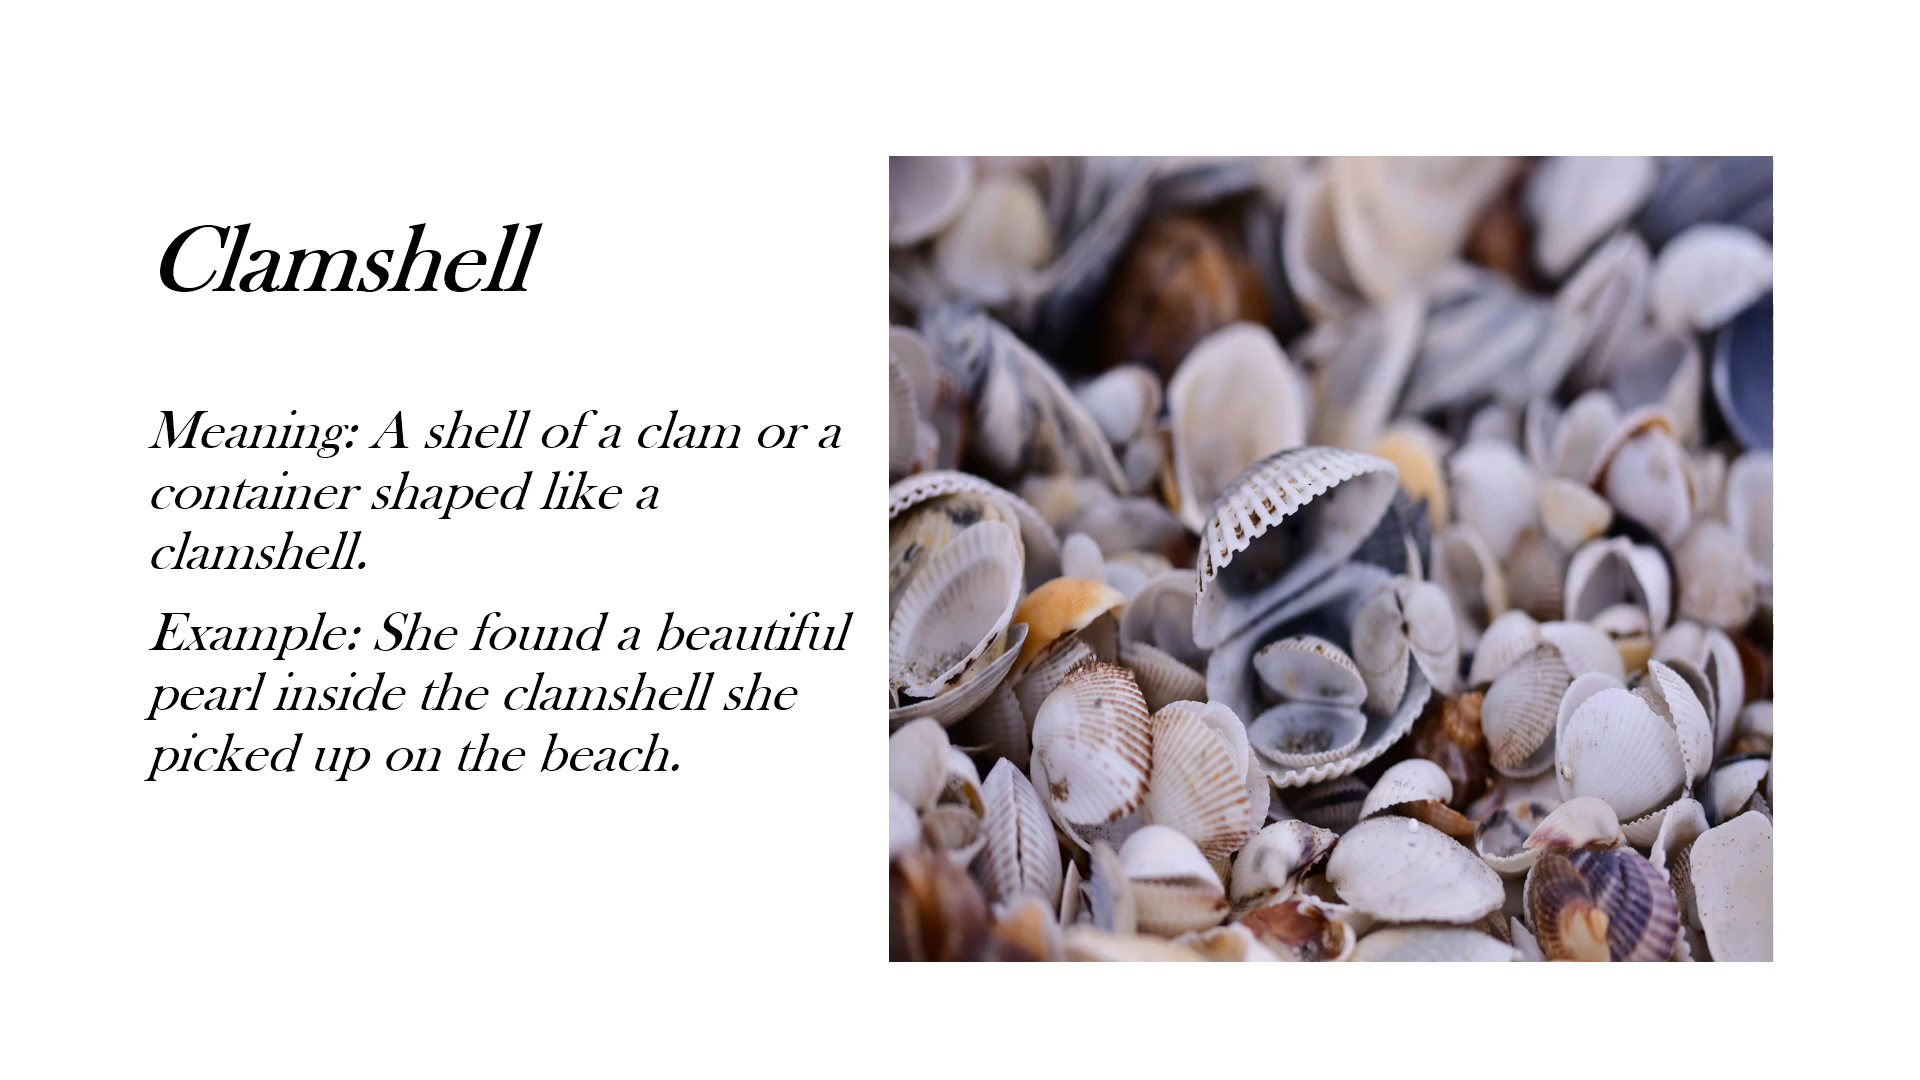 Clamshell
Meaning: A shell of a clam or a
container shaped like a
clamshell.
Example: She found a beautiful
pearl inside the clamshell she
picked up on the beach.